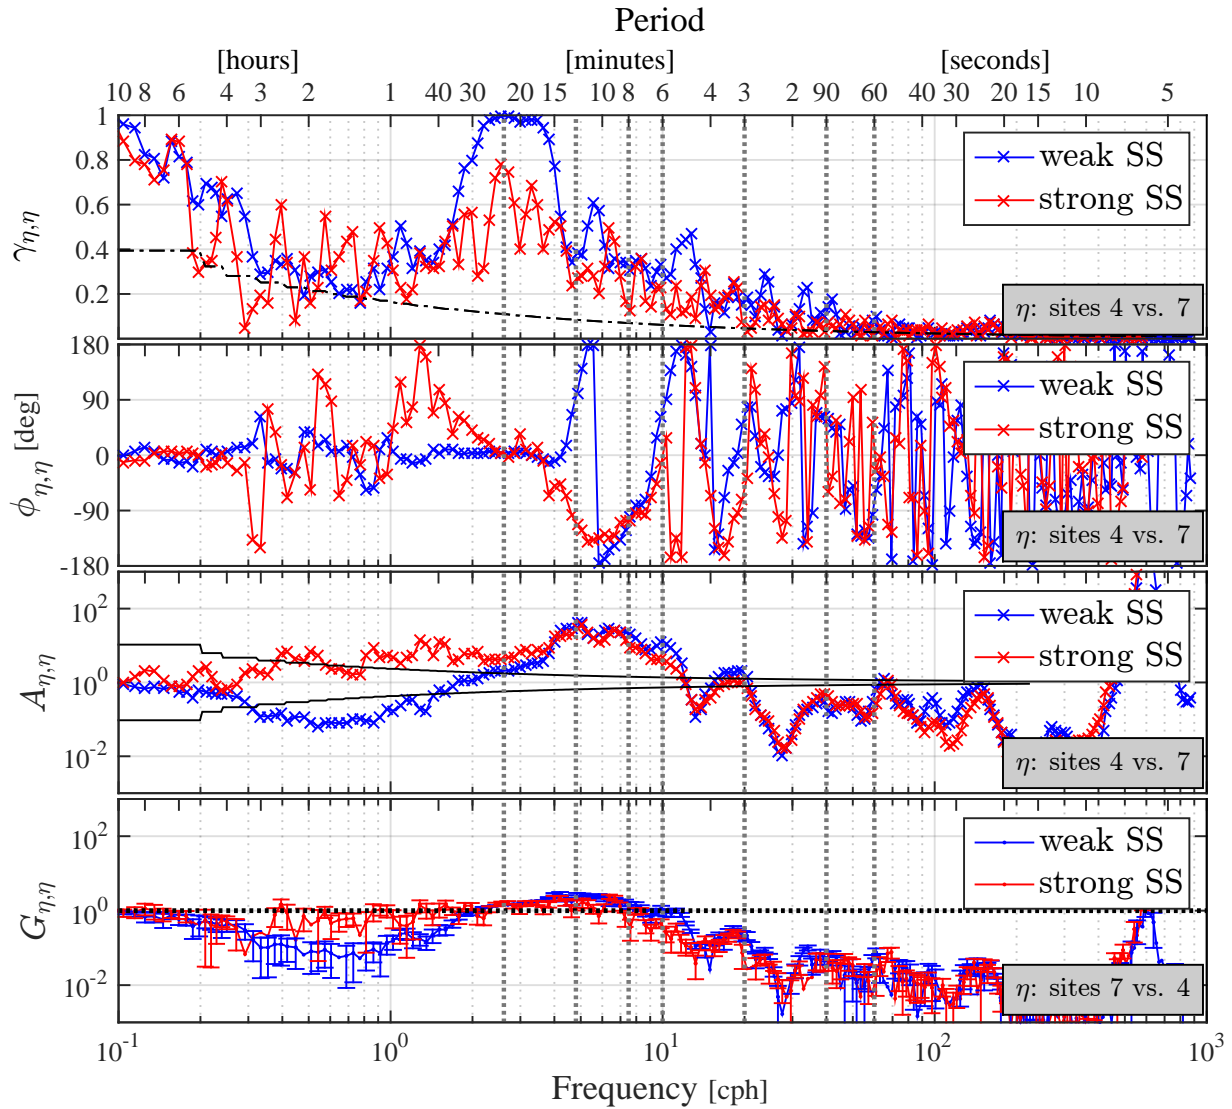 Period
[hours] [minutes] [seconds]
10 8 6 4 3 2 1 40 30 20 15 10 8 6 4 3 2 90 60 40 30 20 15 10 5
1
0.8
0.6
0.4
0.2
γη,η
weak SS
strong SS
η: sites 4 vs. 7
180
90
0
-90
-180
ϕη,η [deg]
weak SS
strong SS
η: sites 4 vs. 7
10^2
10^0
10^-2
Aη,η
weak SS
strong SS
η: sites 4 vs. 7
10^2
10^0
10^-2
Gη,η
weak SS
strong SS
η: sites 7 vs. 4
10^-1 10^0 10^1 10^2 10^3
Frequency [cph]